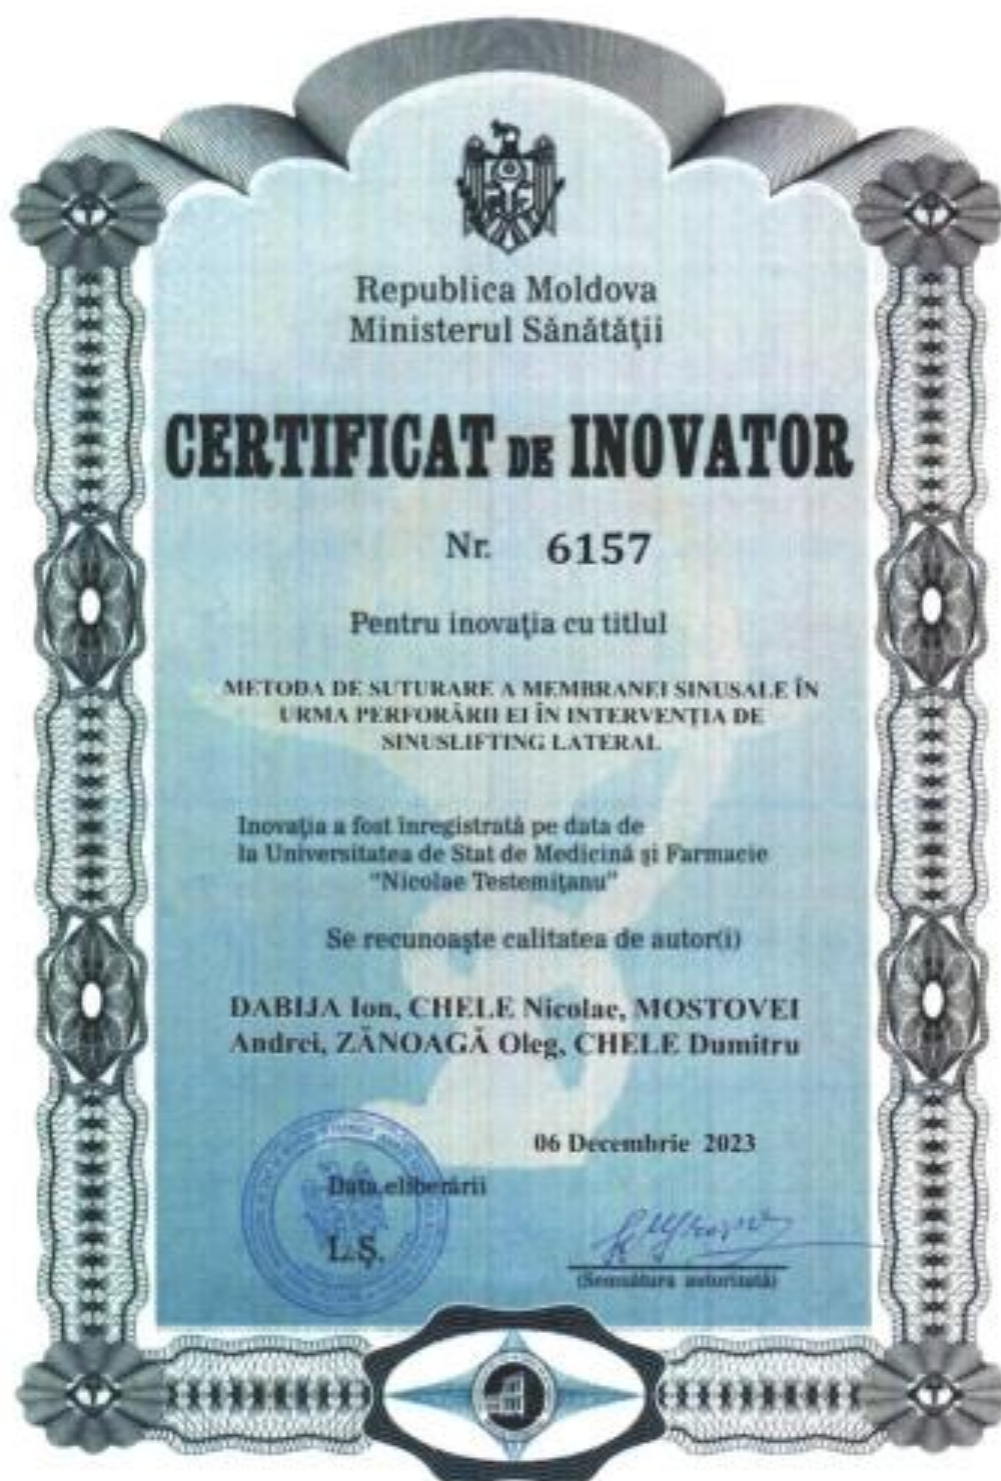 Republica Moldova
Ministerul Sănătăţii
CERTIFICAT DE INOVATOR
Nr. 6157
Pentru inovaţia cu titlul
METODA DE SUTURARE A MEMBRANEI SINUSALE ÎN
URMA PERFORĂRII EI ÎN INTERVENŢIA DE
SINUSLIFTING LATERAL
Inovaţia a fost înregistrată pe data de
la Universitatea de Stat de Medicină şi Farmacie
"Nicolae Testemiţanu"
Se recunoaşte calitatea de autor(i)
DABIJA Ion, CHELE Nicolae, MOSTOVEI
Andrei, ZĂNOAGĂ Oleg, CHELE Dumitru
06 Decembrie 2023
Data eliberării
L.Ş.
(Semnătura autorizată)